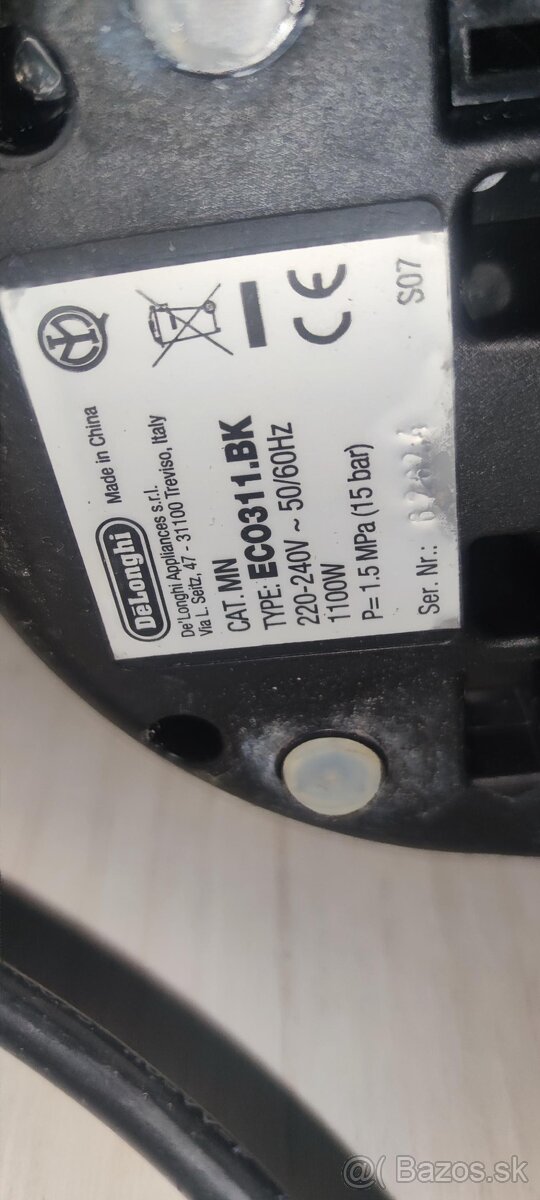 DeLonghi Made in China
De'Longhi Appliances s.r.l.
Via L. Seitz, 47 - 31100 Treviso, Italy
CAT. MN
TYPE: ECO311.BK
220-240V ~ 50/60Hz
1100W
P= 1.5 MPa (15 bar)
Ser. Nr.:
S07
CE
Bazos.sk